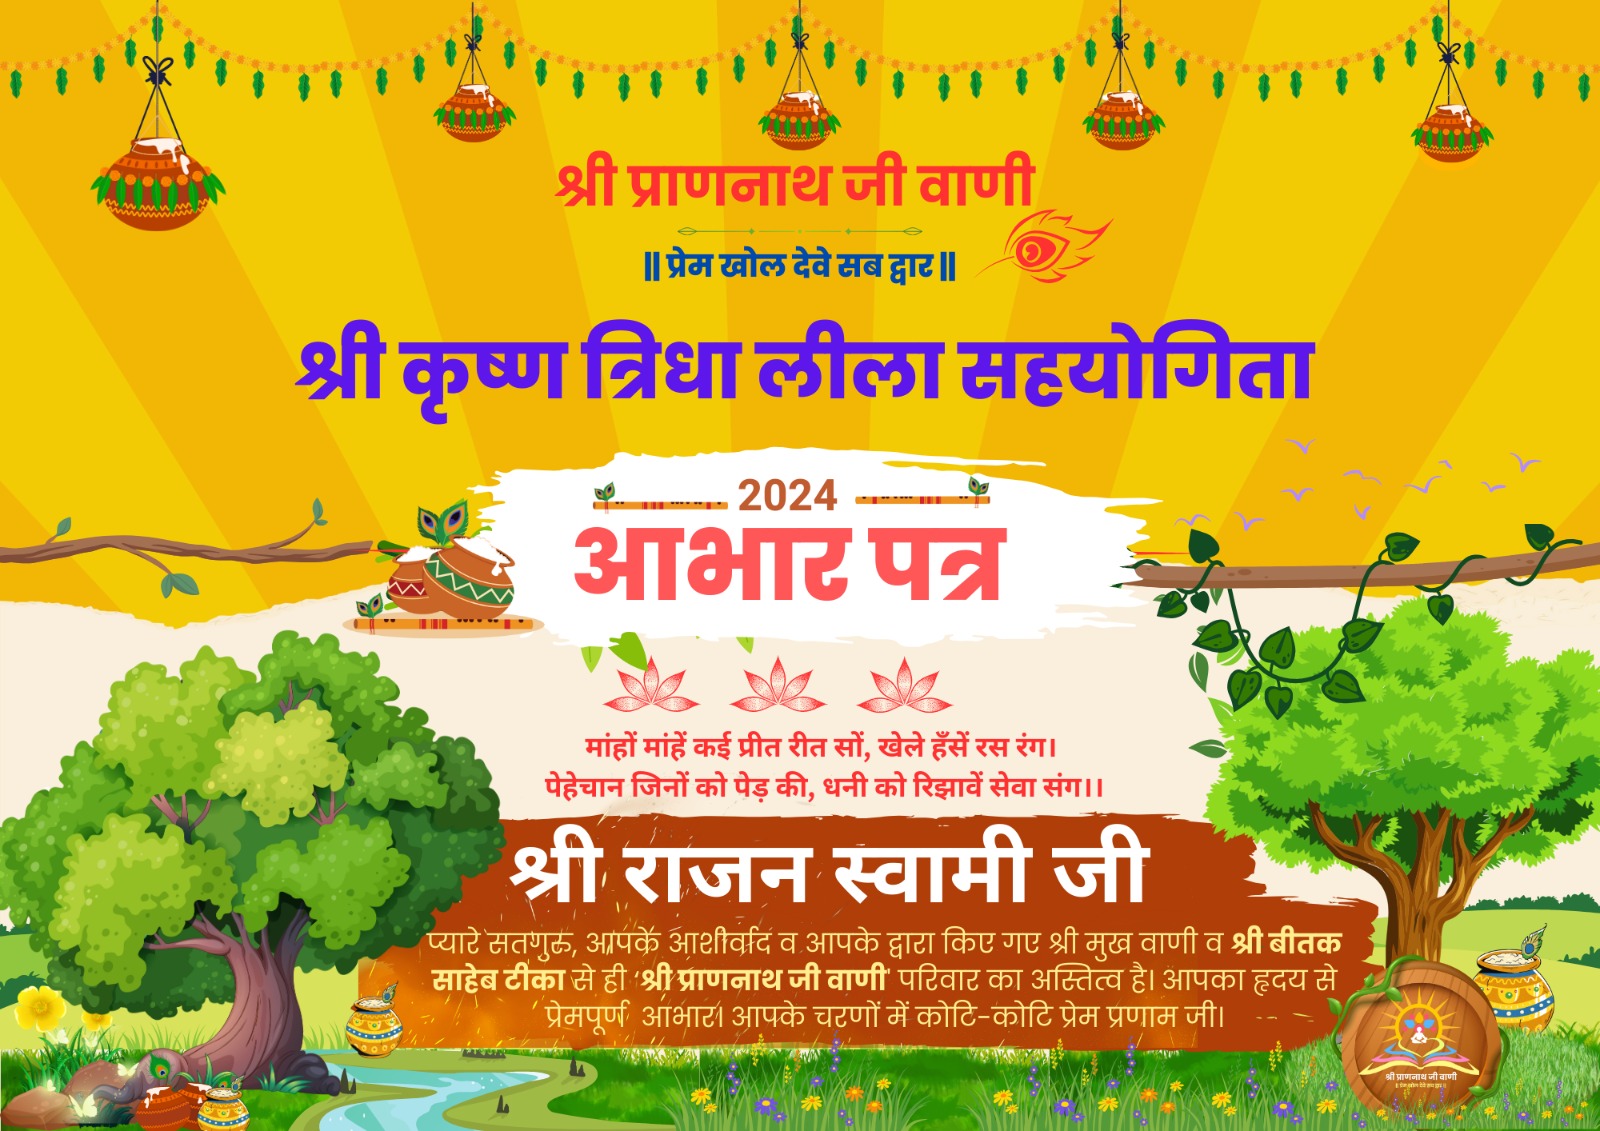 श्री प्राणनाथ जी वाणी
|| प्रेम खोल देवे सब द्वार ||
श्री कृष्ण त्रिधा लीला सहयोगिता
2024
आभार पत्र
मांहों मांहें कई प्रीत रीत सों, खेले हँसें रस रंग।
पेहेचान जिनों को पेड़ की, धनी को रिझावें सेवा संग।।
श्री राजन स्वामी जी
प्यारे सतगुरु, आपके आशीर्वाद व आपके द्वारा किए गए श्री मुख वाणी व श्री बीतक
साहेब टीका से ही 'श्री प्राणनाथ जी वाणी' परिवार का अस्तित्व है। आपका हृदय से
प्रेमपूर्ण आभार। आपके चरणों में कोटि-कोटि प्रेम प्रणाम जी।
श्री प्राणनाथ जी वाणी
|| प्रेम खोल देवे सब द्वार ||